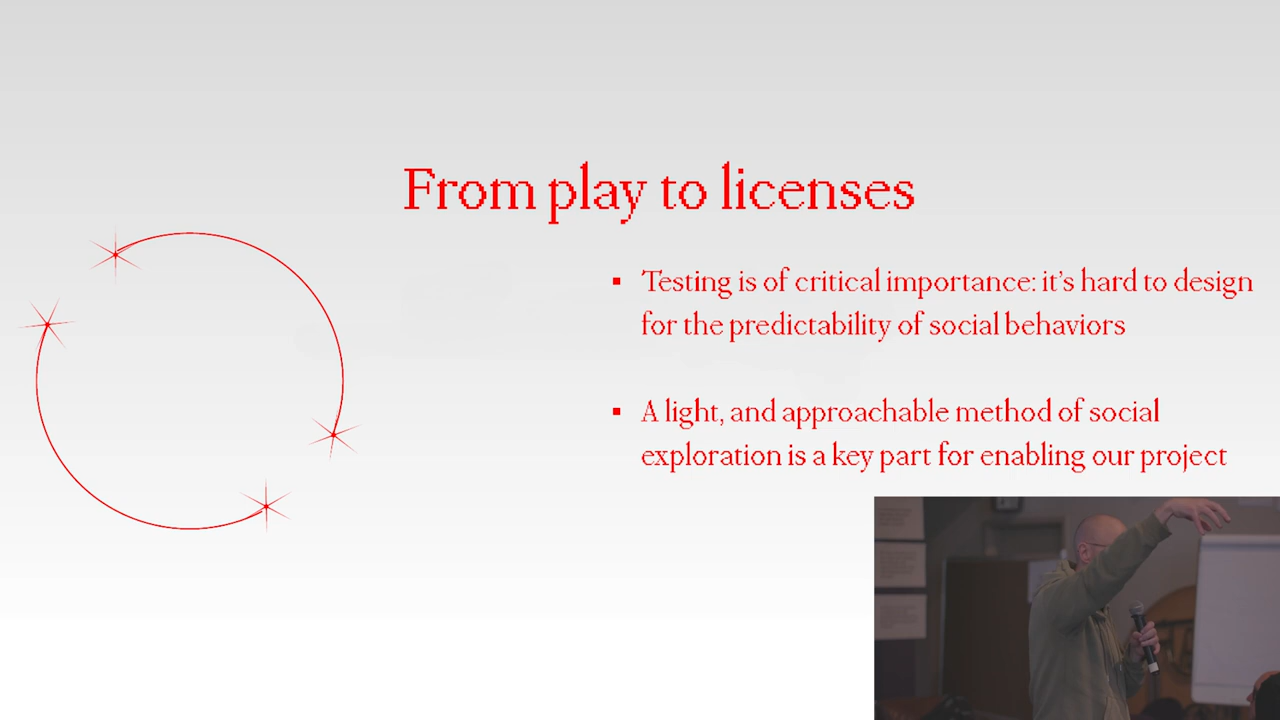 From play to licenses
▪ Testing is of critical importance: it's hard to design
for the predictability of social behaviors
▪ A light, and approachable method of social
exploration is a key part for enabling our project